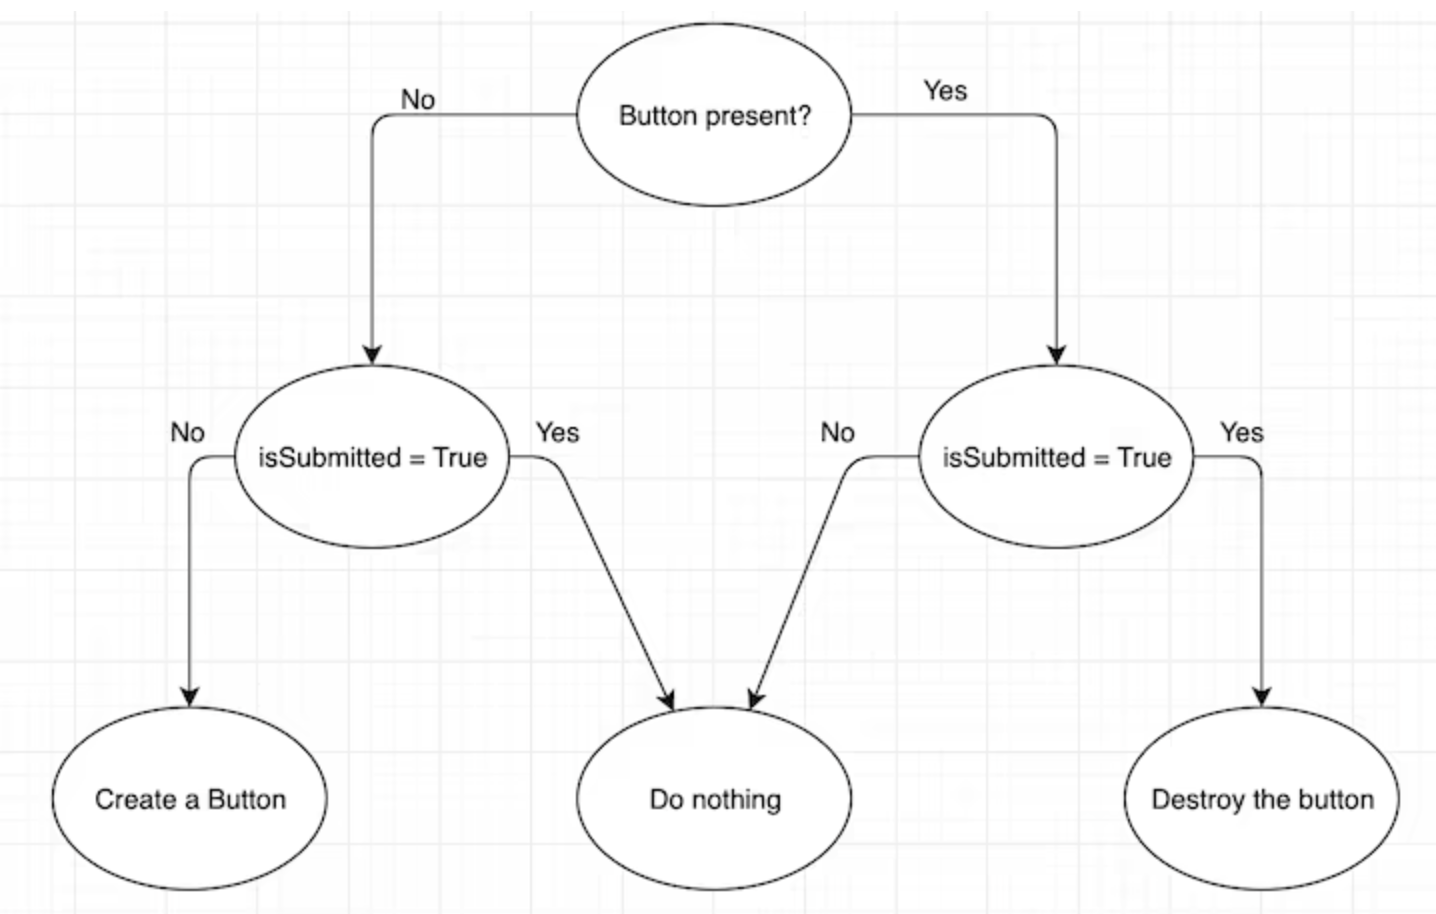 No
Yes
Button present?
No
isSubmitted = True
Yes
No
isSubmitted = True
Yes
Create a Button
Do nothing
Destroy the button